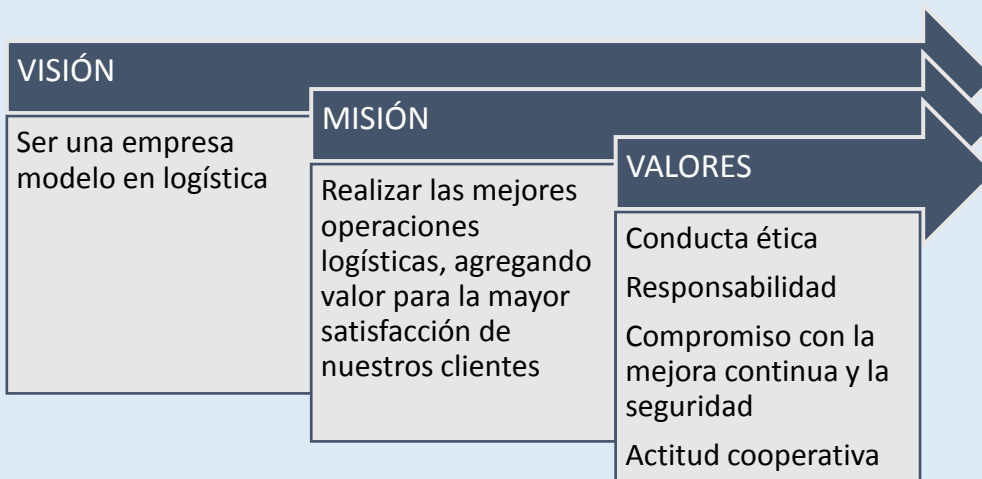 VISIÓN
Ser una empresa
modelo en logística
MISIÓN
Realizar las mejores
operaciones
logísticas, agregando
valor para la mayor
satisfacción de
nuestros clientes
VALORES
Conducta ética
Responsabilidad
Compromiso con la
mejora continua y la
seguridad
Actitud cooperativa